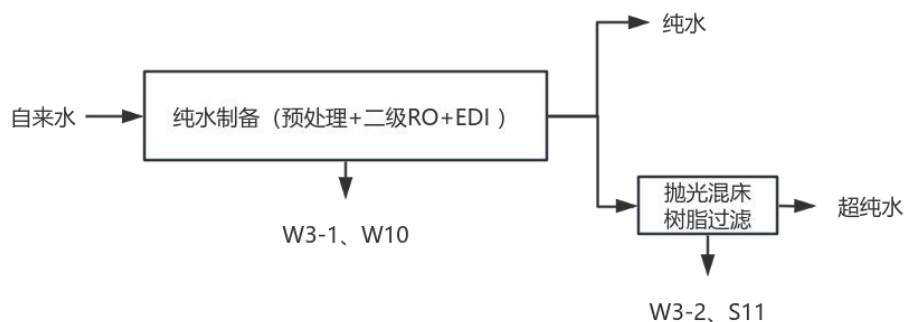 纯水
自来水
纯水制备（预处理+二级RO+EDI ）
抛光混床
树脂过滤
超纯水
W3-1、W10
W3-2、S11